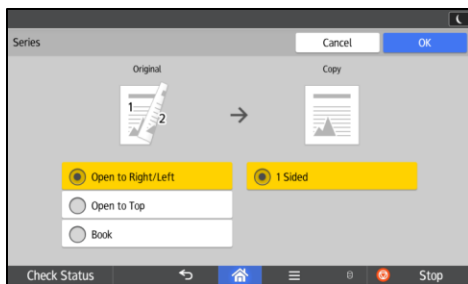 Series
Cancel
OK
Original
Copy
1
2
Open to Right/Left
1 Sided
Open to Top
Book
Check Status
Stop